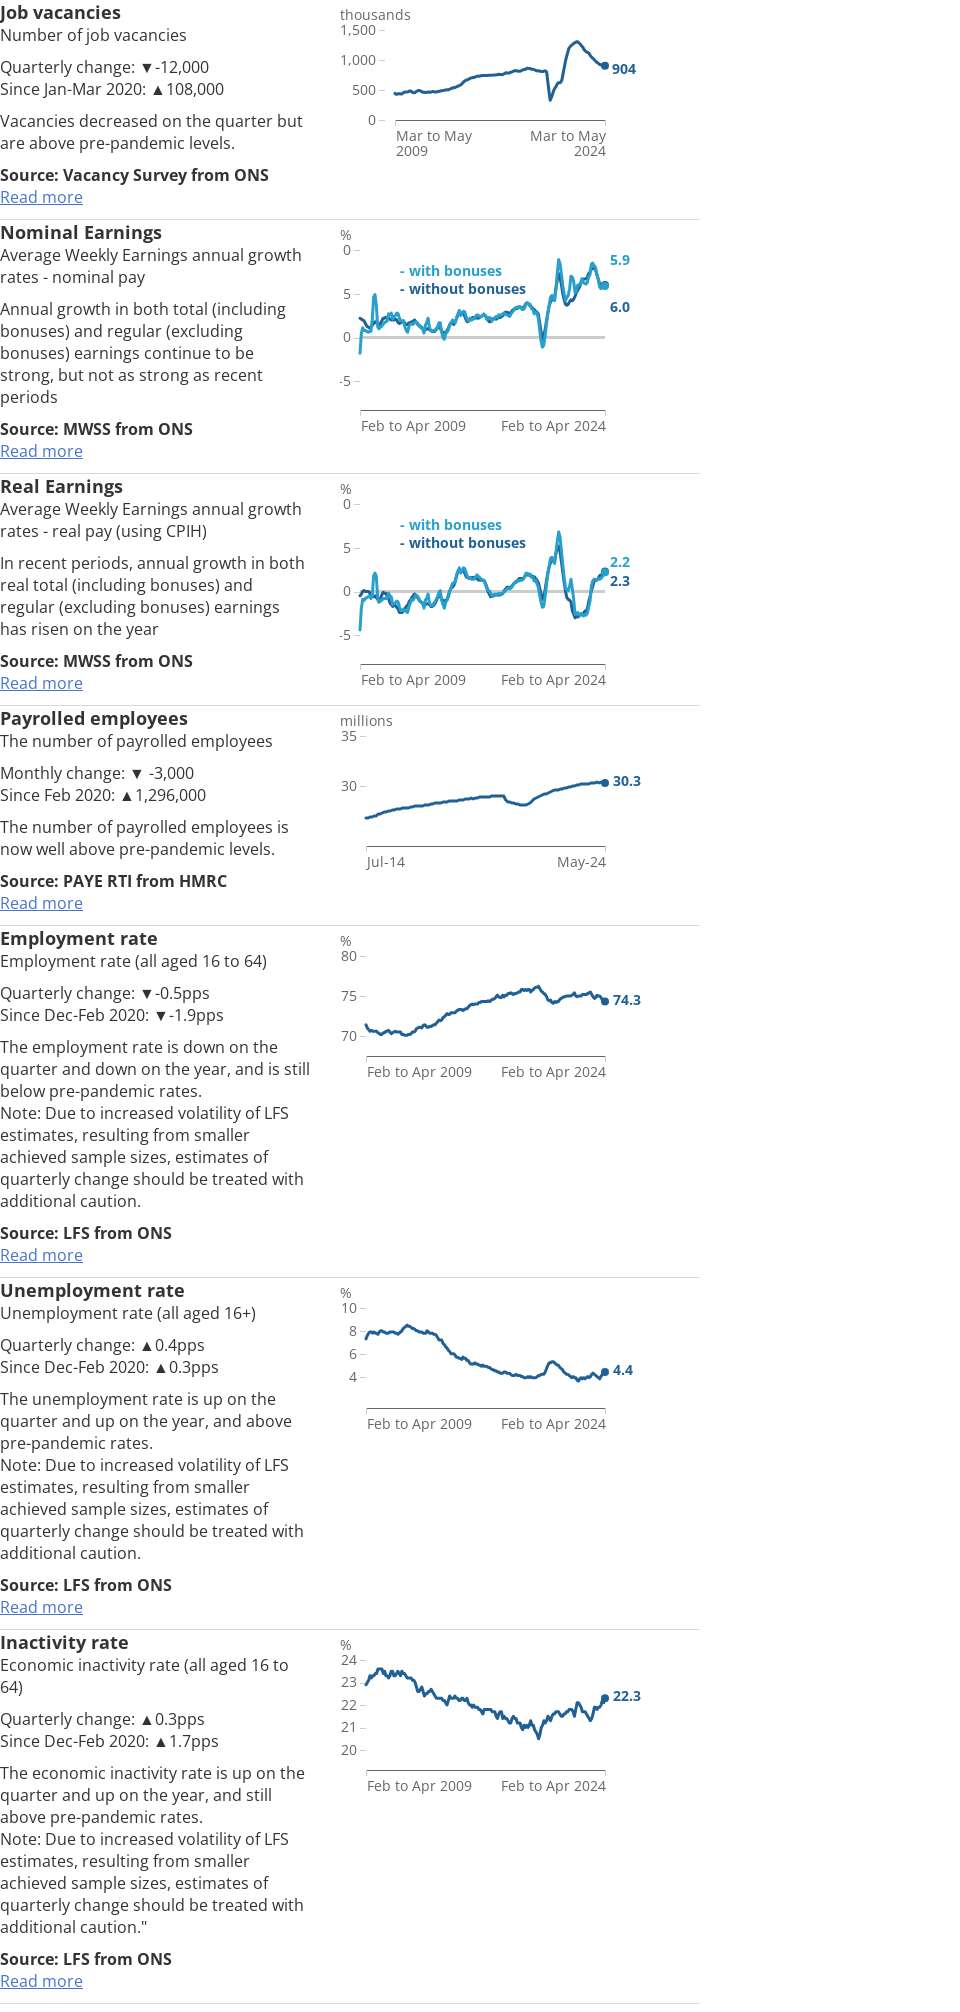 Job vacancies
Number of job vacancies
Quarterly change: ▼-12,000
Since Jan-Mar 2020: ▲108,000
Vacancies decreased on the quarter but
are above pre-pandemic levels.
Source: Vacancy Survey from ONS
Read more
thousands
1,500
1,000
500
0
904
Mar to May
2009
Mar to May
2024
Nominal Earnings
Average Weekly Earnings annual growth
rates - nominal pay
Annual growth in both total (including
bonuses) and regular (excluding
bonuses) earnings continue to be
strong, but not as strong as recent
periods
Source: MWSS from ONS
Read more
%
0
5
0
-5
- with bonuses
- without bonuses
5.9
6.0
Feb to Apr 2009
Feb to Apr 2024
Real Earnings
Average Weekly Earnings annual growth
rates - real pay (using CPIH)
In recent periods, annual growth in both
real total (including bonuses) and
regular (excluding bonuses) earnings
has risen on the year
Source: MWSS from ONS
Read more
%
0
5
0
-5
- with bonuses
- without bonuses
2.2
2.3
Feb to Apr 2009
Feb to Apr 2024
Payrolled employees
The number of payrolled employees
Monthly change: ▼ -3,000
Since Feb 2020: ▲1,296,000
The number of payrolled employees is
now well above pre-pandemic levels.
Source: PAYE RTI from HMRC
Read more
millions
35
30
30.3
Jul-14
May-24
Employment rate
Employment rate (all aged 16 to 64)
Quarterly change: ▼-0.5pps
Since Dec-Feb 2020: ▼-1.9pps
The employment rate is down on the
quarter and down on the year, and is still
below pre-pandemic rates.
Note: Due to increased volatility of LFS
estimates, resulting from smaller
achieved sample sizes, estimates of
quarterly change should be treated with
additional caution.
Source: LFS from ONS
Read more
%
80
75
70
74.3
Feb to Apr 2009
Feb to Apr 2024
Unemployment rate
Unemployment rate (all aged 16+)
Quarterly change: ▲0.4pps
Since Dec-Feb 2020: ▲0.3pps
The unemployment rate is up on the
quarter and up on the year, and above
pre-pandemic rates.
Note: Due to increased volatility of LFS
estimates, resulting from smaller
achieved sample sizes, estimates of
quarterly change should be treated with
additional caution.
Source: LFS from ONS
Read more
%
10
8
6
4
4.4
Feb to Apr 2009
Feb to Apr 2024
Inactivity rate
Economic inactivity rate (all aged 16 to
64)
Quarterly change: ▲0.3pps
Since Dec-Feb 2020: ▲1.7pps
The economic inactivity rate is up on the
quarter and up on the year, and still
above pre-pandemic rates.
Note: Due to increased volatility of LFS
estimates, resulting from smaller
achieved sample sizes, estimates of
quarterly change should be treated with
additional caution."
Source: LFS from ONS
Read more
%
24
23
22
21
20
22.3
Feb to Apr 2009
Feb to Apr 2024